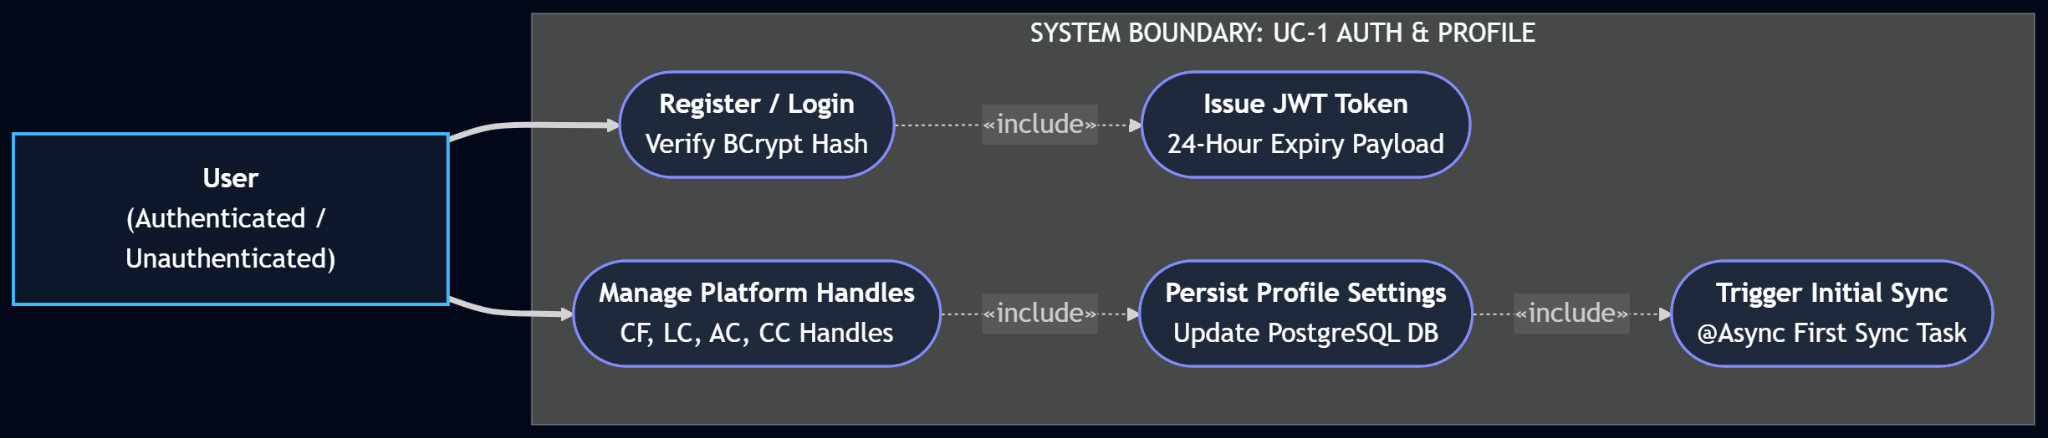 SYSTEM BOUNDARY: UC-1 AUTH & PROFILE
User
(Authenticated /
Unauthenticated)
Register / Login
Verify BCrypt Hash
«include»
Issue JWT Token
24-Hour Expiry Payload
Manage Platform Handles
CF, LC, AC, CC Handles
«include»
Persist Profile Settings
Update PostgreSQL DB
«include»
Trigger Initial Sync
@Async First Sync Task